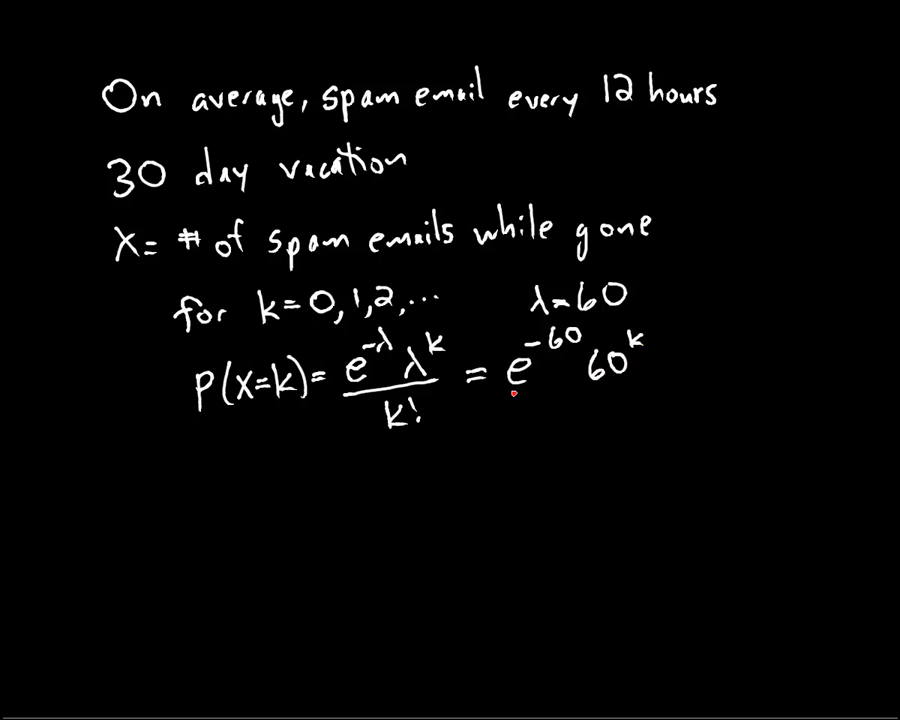 On average, spam email every 12 hours
30 day vacation
X = # of spam emails while gone
for k = 0, 1, 2, ... λ = 60
P(X=k) = e^{-λ} λ^k / k! = e^{-60} 60^k